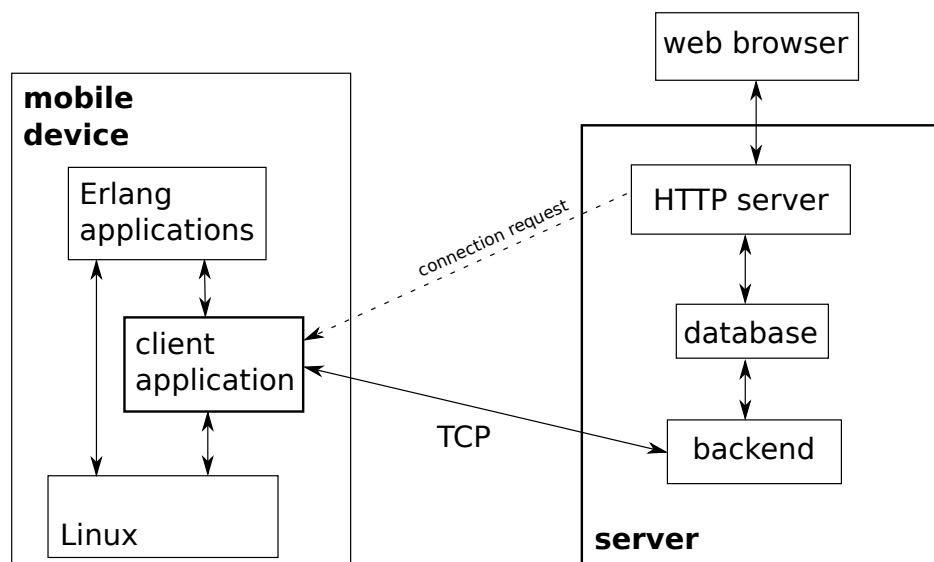 web browser
mobile
device
Erlang
applications
HTTP server
connection request
client
application
database
TCP
backend
Linux
server